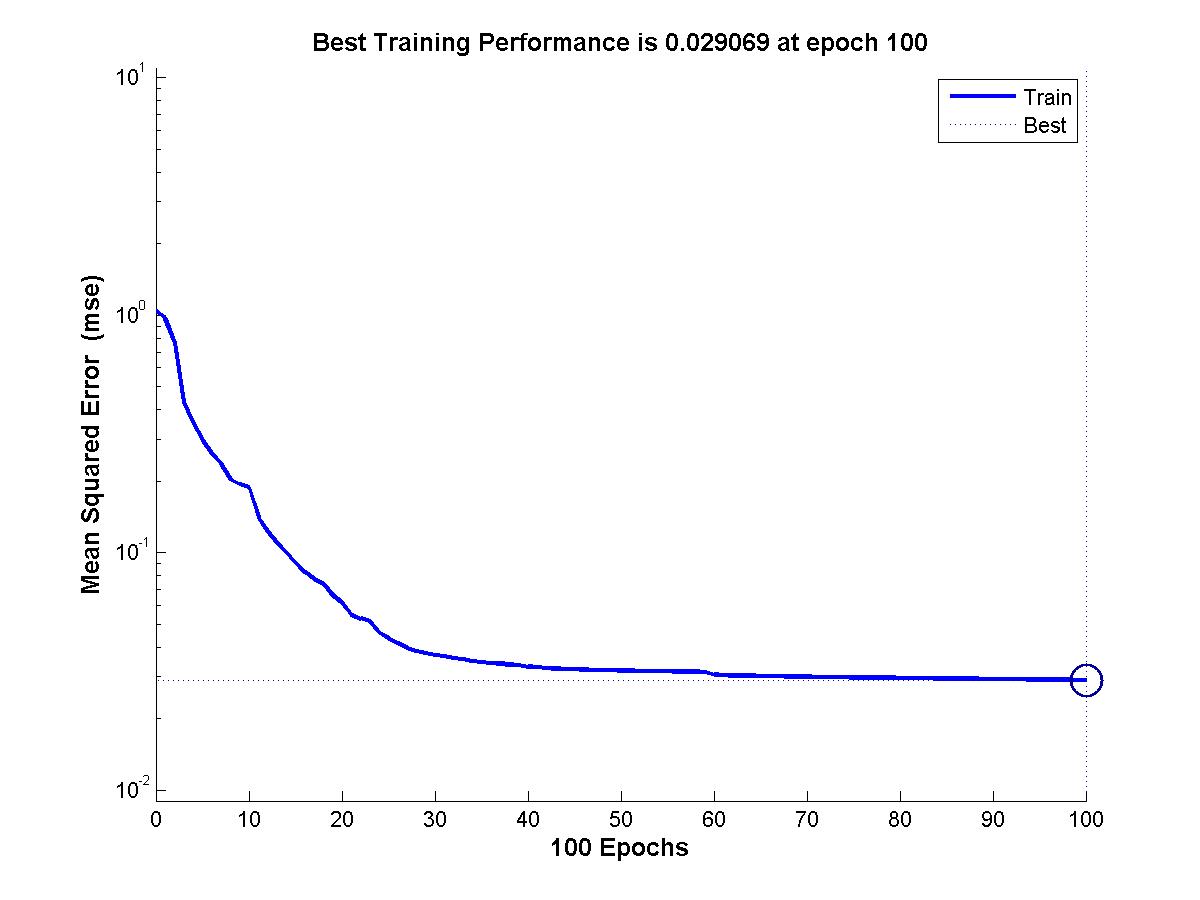 Best Training Performance is 0.029069 at epoch 100
10^1
Train
Best
10^0
Mean Squared Error (mse)
10^-1
10^-2
0 10 20 30 40 50 60 70 80 90 100
100 Epochs